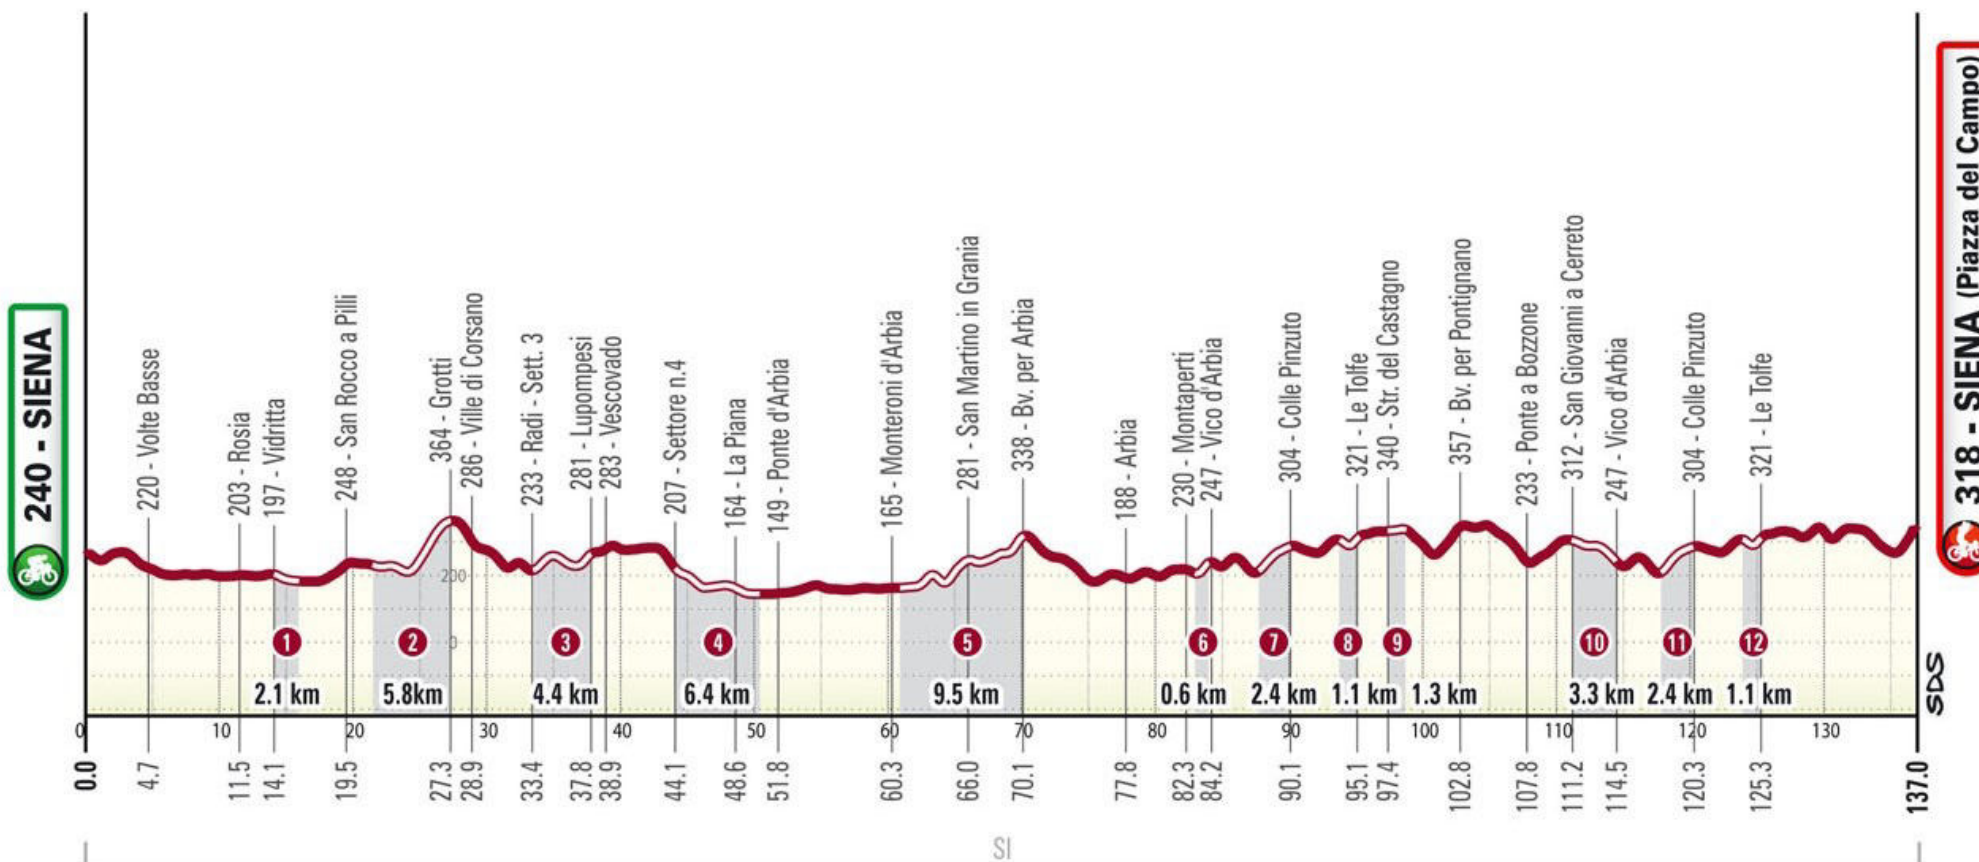 240 - SIENA
220 - Volte Basse
203 - Rosia
197 - Vidritta
248 - San Rocco a Pilli
364 - Grotti
286 - Ville di Corsano
233 - Radi - Sett. 3
281 - Lupompesi
283 - Vescovado
207 - Settore n.4
164 - La Piana
149 - Ponte d'Arbia
165 - Monteroni d'Arbia
281 - San Martino in Grania
338 - Bv. per Arbia
188 - Arbia
230 - Montaperti
247 - Vico d'Arbia
304 - Colle Pinzuto
321 - Le Tolfe
340 - Str. del Castagno
357 - Bv. per Pontignano
233 - Ponte a Bozzone
312 - San Giovanni a Cerreto
247 - Vico d'Arbia
304 - Colle Pinzuto
321 - Le Tolfe
318 - SIENA (Piazza del Campo)
200
0
1 2 3 4 5 6 7 8 9 10 11 12
2.1 km 5.8km 4.4 km 6.4 km 9.5 km 0.6 km 2.4 km 1.1 km 1.3 km 3.3 km 2.4 km 1.1 km
SDS
0 10 20 30 40 50 60 70 80 90 100 110 120 130
0.0 4.7 11.5 14.1 19.5 27.3 28.9 33.4 37.8 38.9 44.1 48.6 51.8 60.3 66.0 70.1 77.8 82.3 84.2 90.1 95.1 97.4 102.8 107.8 111.2 114.5 120.3 125.3 137.0
SI